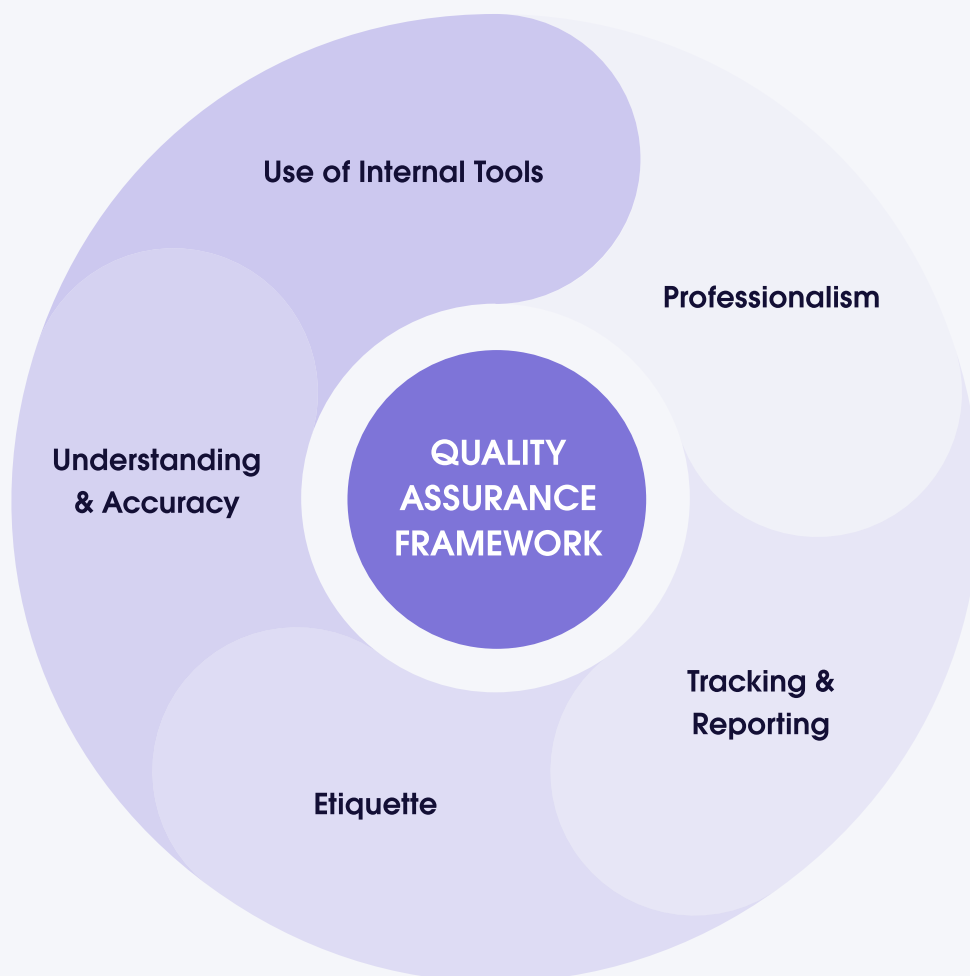 Use of Internal Tools
Professionalism
Understanding
& Accuracy
QUALITY
ASSURANCE
FRAMEWORK
Tracking &
Reporting
Etiquette